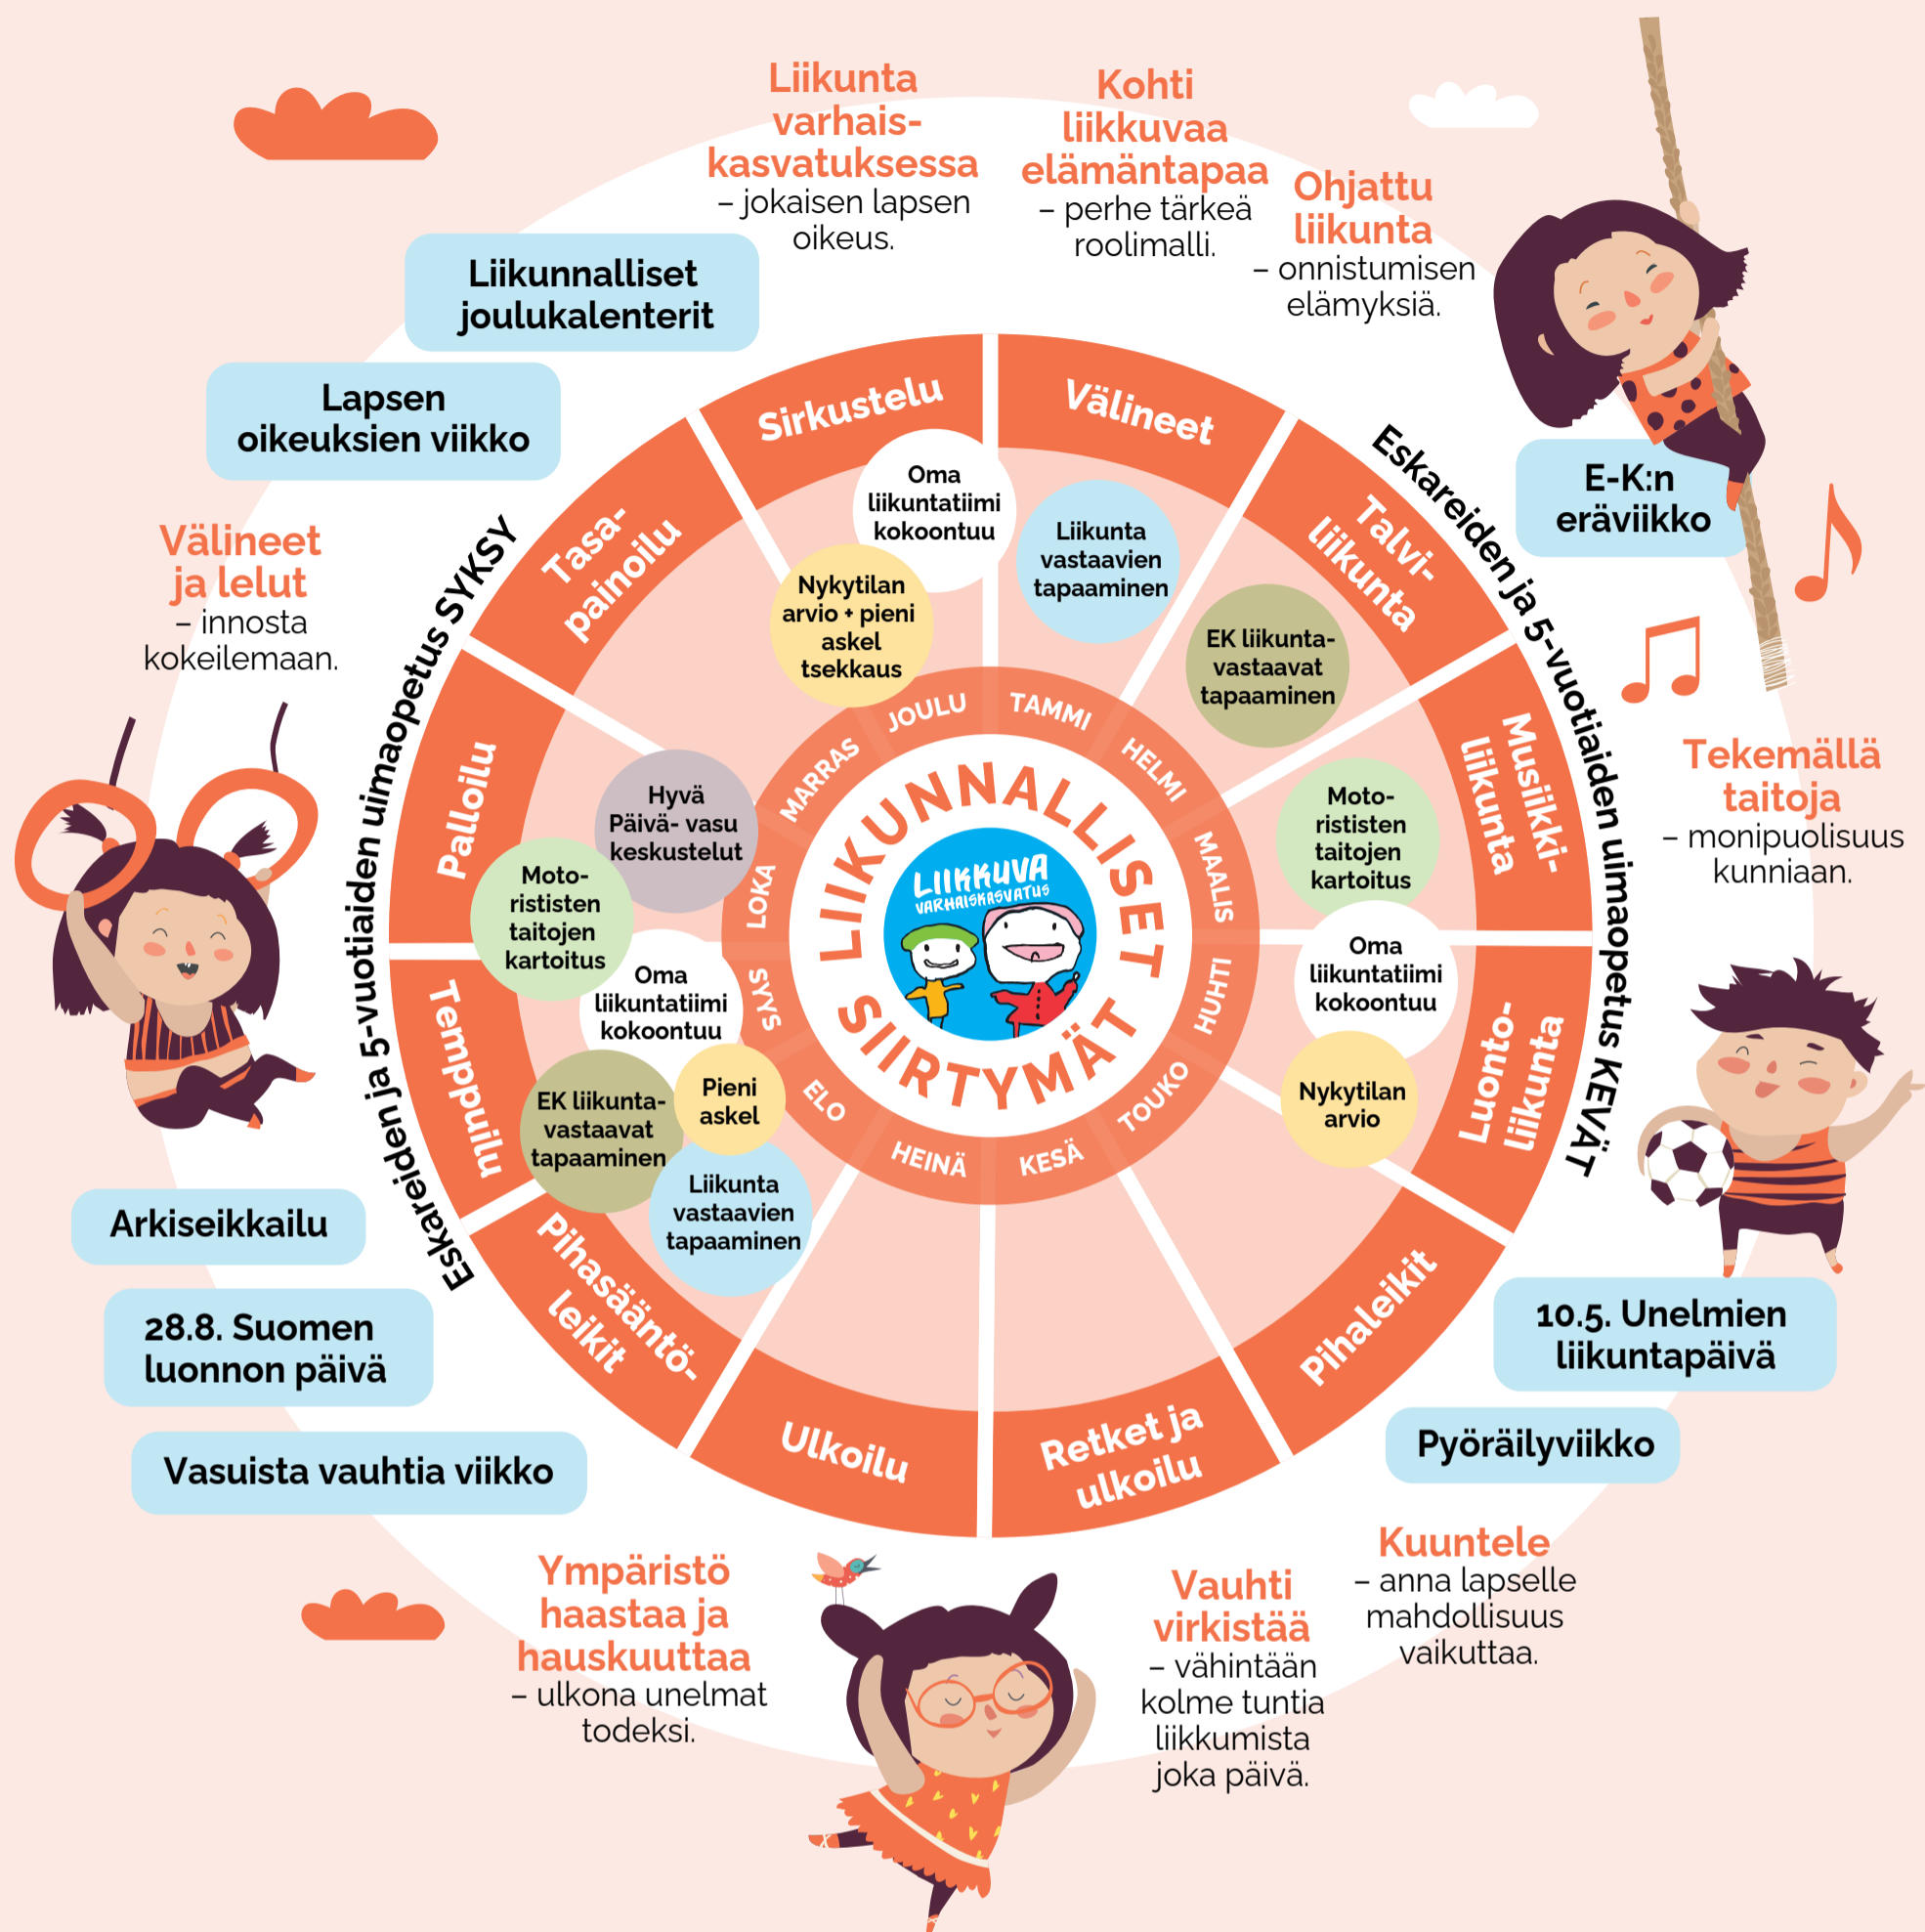 Liikunta
varhais-
kasvatuksessa
– jokaisen lapsen
oikeus.
Kohti
liikkuvaa
elämäntapaa
– perhe tärkeä
roolimalli.
Ohjattu
liikunta
– onnistumisen
elämyksiä.
Liikunnalliset
joulukalenterit
Lapsen
oikeuksien viikko
E-K:n
eräviikko
Välineet
ja lelut
– innosta
kokeilemaan.
Tekemällä
taitoja
– monipuolisuus
kunniaan.
Eskareiden ja 5-vuotiaiden uimaopetus SYKSY
Eskareiden ja 5-vuotiaiden uimaopetus KEVÄT
Sirkustelu
Välineet
Talvi-
liikunta
Musiikki-
liikunta
Luonto-
liikunta
Pihaleikit
Retket ja
ulkoilu
Ulkoilu
Pihasääntö-
leikit
Temppuilu
Palloilu
Tasa-
painoilu
Oma
liikuntatiimi
kokoontuu
Nykytilan
arvio + pieni
askel
tsekkaus
Liikunta
vastaavien
tapaaminen
EK liikunta-
vastaavat
tapaaminen
Moto-
rististen
taitojen
kartoitus
Oma
liikuntatiimi
kokoontuu
Nykytilan
arvio
Hyvä
Päivä- vasu
keskustelut
Moto-
rististen
taitojen
kartoitus
Oma
liikuntatiimi
kokoontuu
EK liikunta-
vastaavat
tapaaminen
Pieni
askel
Liikunta
vastaavien
tapaaminen
TAMMI
HELMI
MAALIS
HUHTI
TOUKO
KESÄ
HEINÄ
ELO
SYYS
LOKA
MARRAS
JOULU
LIIKUNNALLISET
SIIRTYMÄT
LIIKKUVA
VARHAISKASVATUS
Arkiseikkailu
28.8. Suomen
luonnon päivä
Vasuista vauhtia viikko
10.5. Unelmien
liikuntapäivä
Pyöräilyviikko
Ympäristö
haastaa ja
hauskuuttaa
– ulkona unelmat
todeksi.
Vauhti
virkistää
– vähintään
kolme tuntia
liikkumista
joka päivä.
Kuuntele
– anna lapselle
mahdollisuus
vaikuttaa.